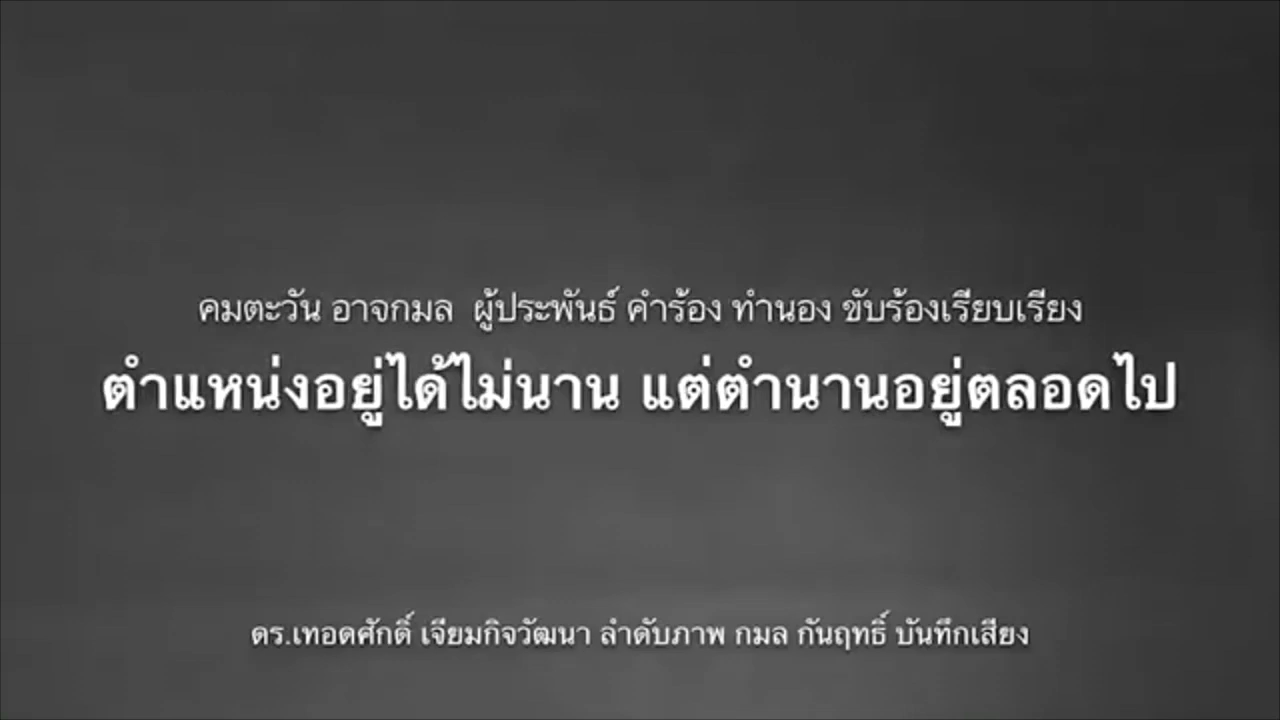 คมตะวัน อาจกมล ผู้ประพันธ์ คำร้อง ทำนอง ขับร้องเรียบเรียง
ตำแหน่งอยู่ได้ไม่นาน แต่ตำนานอยู่ตลอดไป
ดร.เทอดศักดิ์ เจียมกิจวัฒนา ลำดับภาพ กมล กันฤทธิ์ บันทึกเสียง